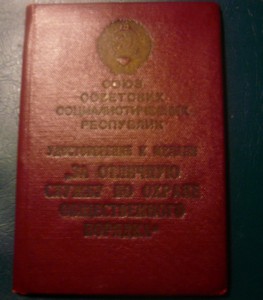 СОЮЗ
СОВЕТСКИХ
СОЦИАЛИСТИЧЕСКИХ
РЕСПУБЛИК
УДОСТОВЕРЕНИЕ К МЕДАЛИ
„ЗА ОТЛИЧНУЮ
СЛУЖБУ ПО ОХРАНЕ
ОБЩЕСТВЕННОГО
ПОРЯДКА“